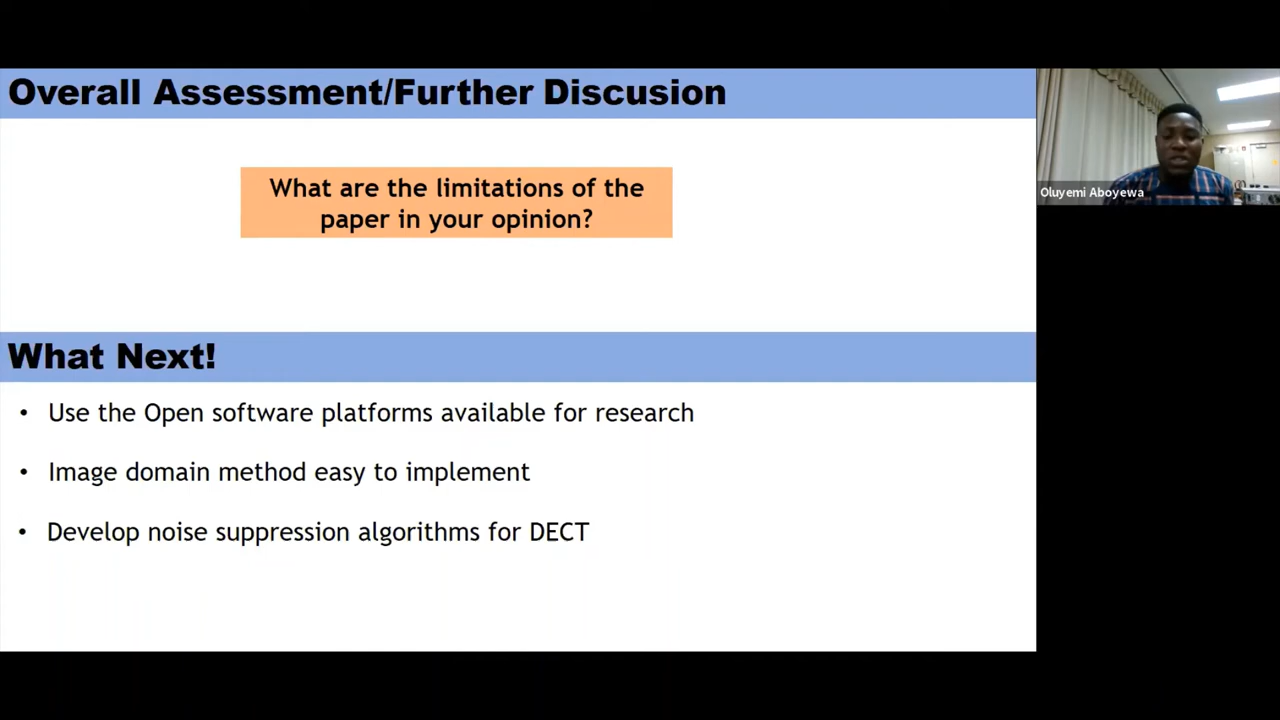 Overall Assessment/Further Discusion
What are the limitations of the
paper in your opinion?
Oluyemi Aboyewa
What Next!
• Use the Open software platforms available for research
• Image domain method easy to implement
• Develop noise suppression algorithms for DECT